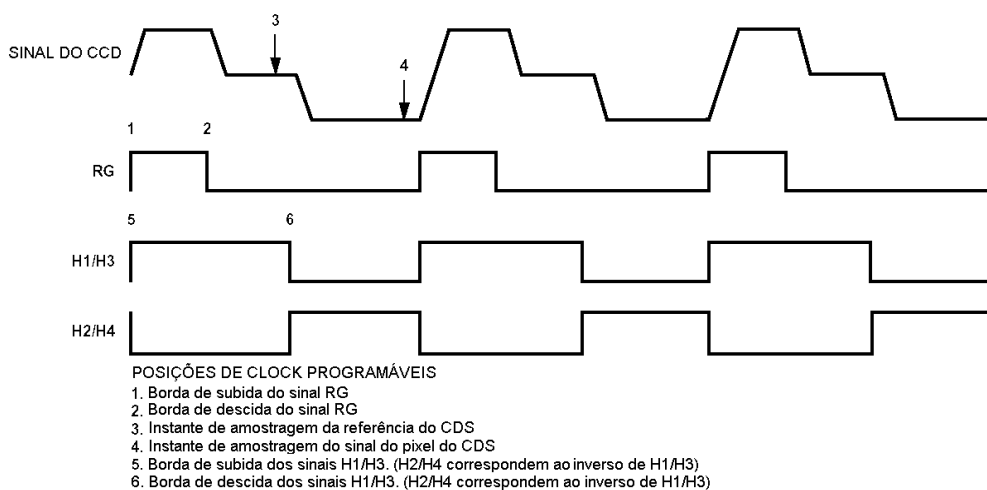 3
SINAL DO CCD
4
1
2
RG
5
6
H1/H3
H2/H4
POSIÇÕES DE CLOCK PROGRAMÁVEIS
1. Borda de subida do sinal RG
2. Borda de descida do sinal RG
3. Instante de amostragem da referência do CDS
4. Instante de amostragem do sinal do pixel do CDS
5. Borda de subida dos sinais H1/H3. (H2/H4 correspondem ao inverso de H1/H3)
6. Borda de descida dos sinais H1/H3. (H2/H4 correspondem ao inverso de H1/H3)